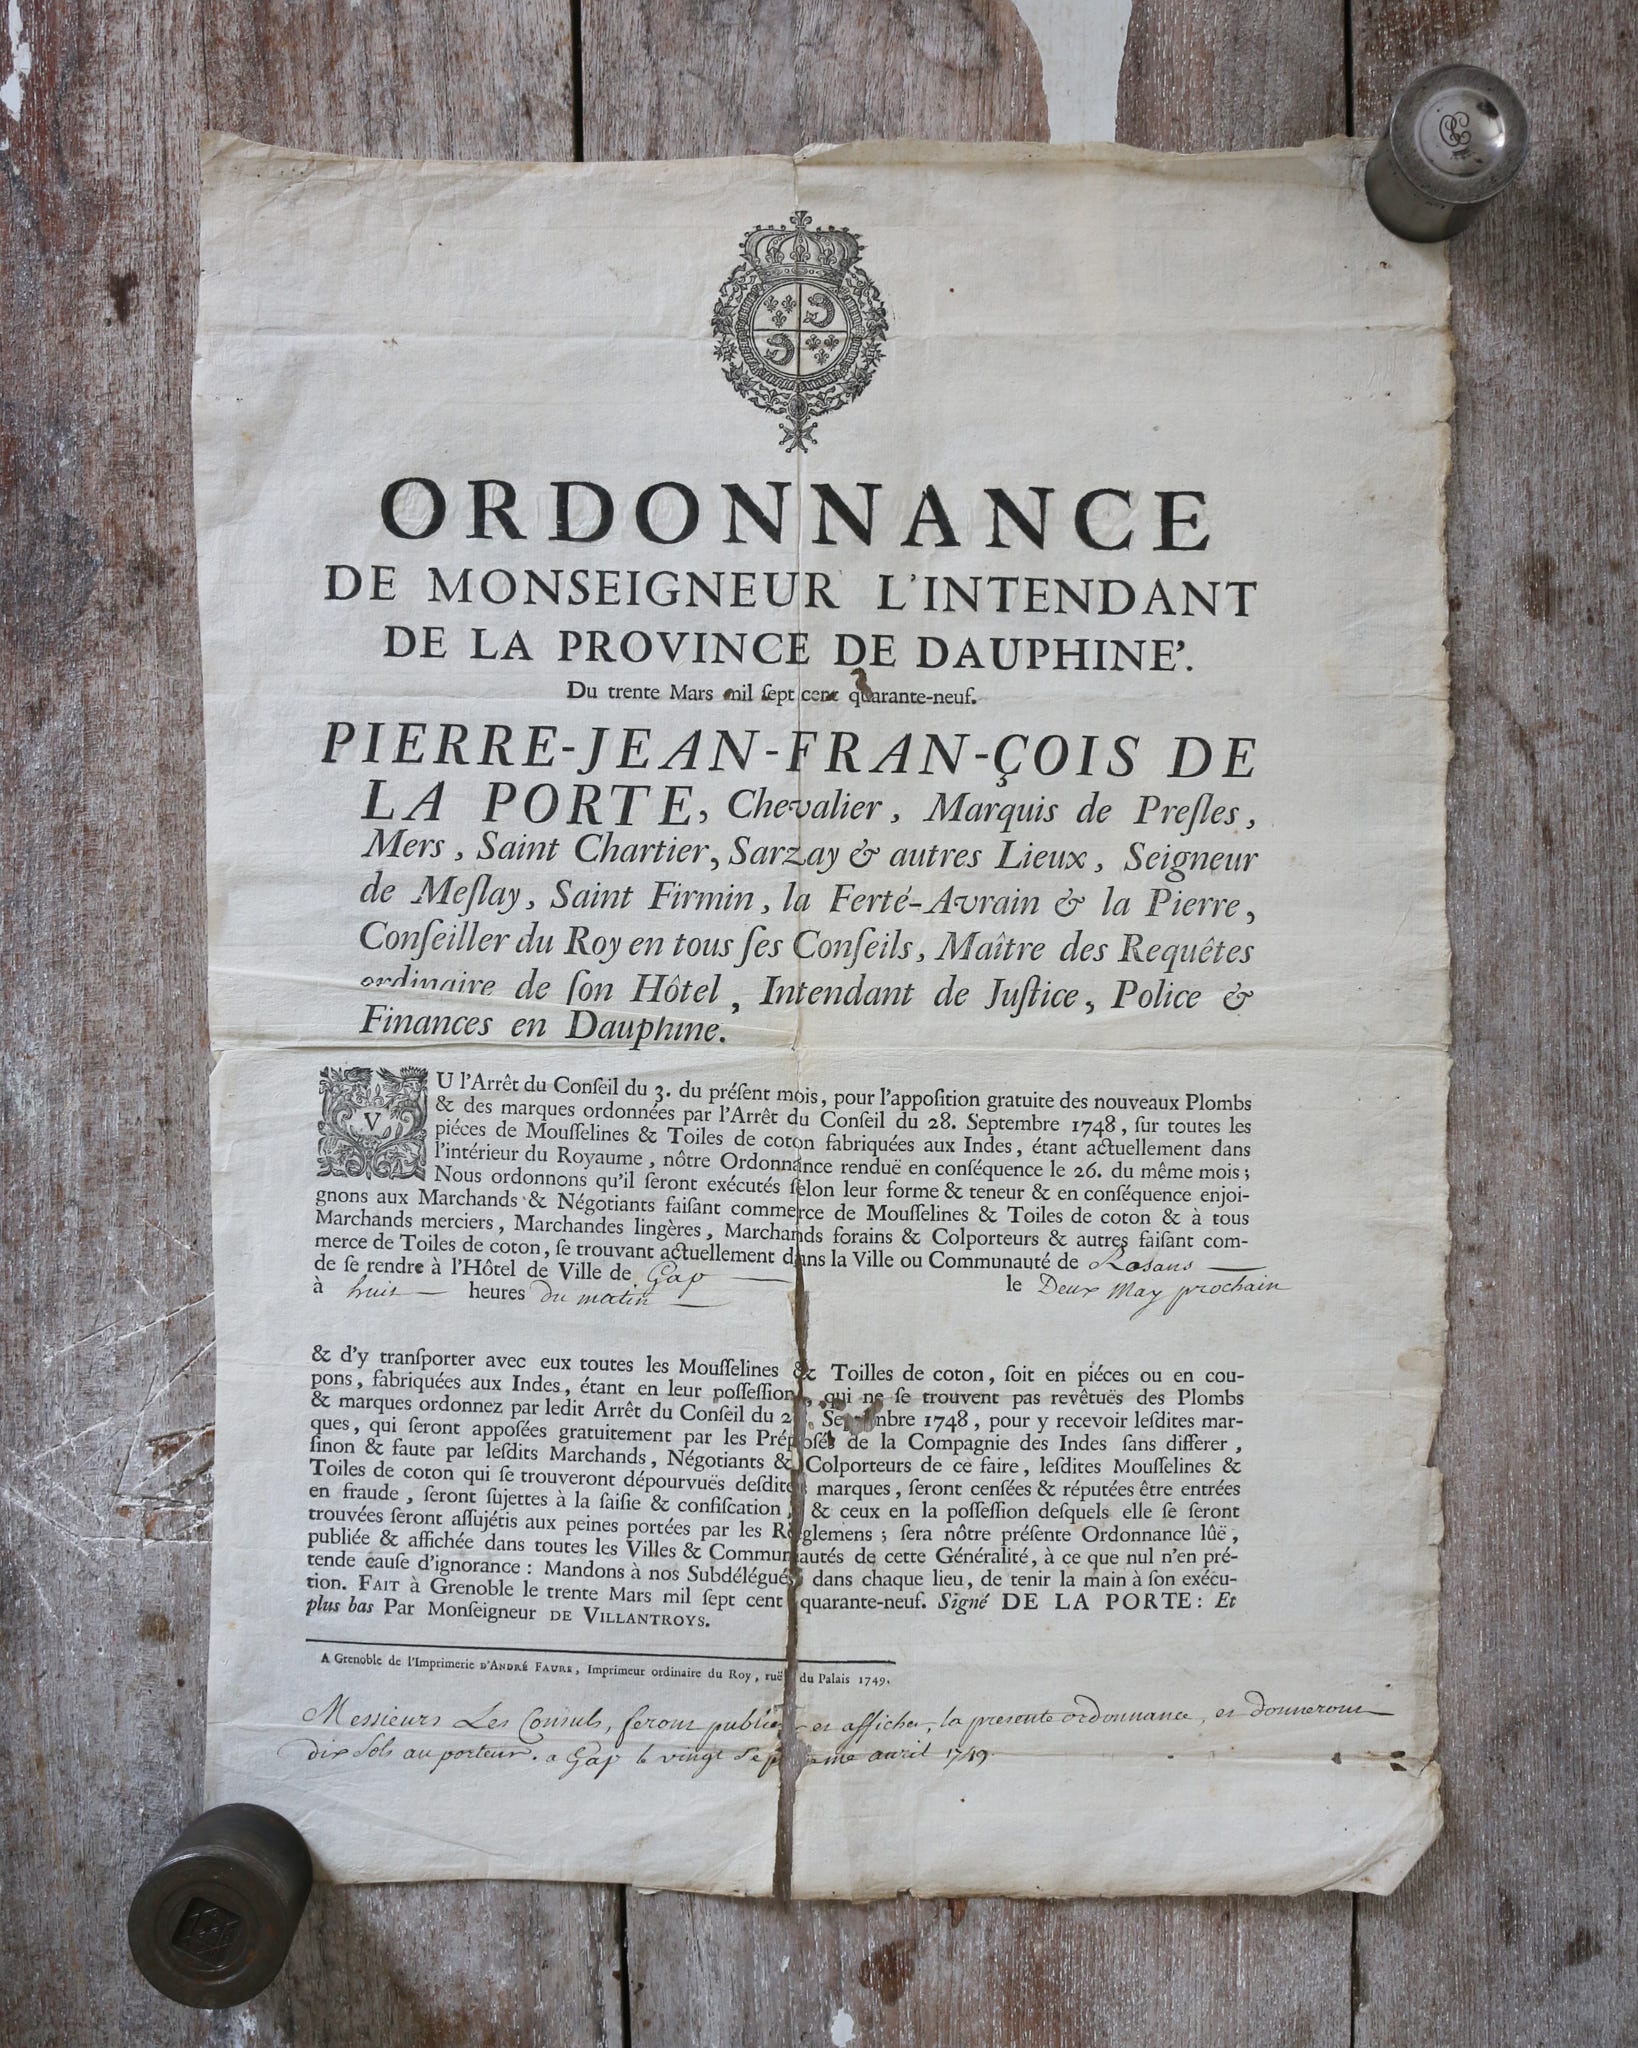 ORDONNANCE
DE MONSEIGNEUR L'INTENDANT
DE LA PROVINCE DE DAUPHINE'.
Du trente Mars mil ſept cent quarante-neuf.
PIERRE-JEAN-FRAN-ÇOIS DE
LA PORTE, Chevalier, Marquis de Preſles,
Mers, Saint Chartier, Sarzay & autres Lieux, Seigneur
de Meſlay, Saint Firmin, la Ferté-Avrain & la Pierre,
Conſeiller du Roy en tous ſes Conſeils, Maître des Requêtes
ordinaire de ſon Hôtel, Intendant de Juſtice, Police &
Finances en Dauphine.
VU l'Arrêt du Conſeil du 3. du préſent mois, pour l'appoſition gratuite des nouveaux Plombs
& des marques ordonnées par l'Arrêt du Conſeil du 28. Septembre 1748, ſur toutes les
piéces de Mouſſelines & Toiles de coton fabriquées aux Indes, étant actuellement dans
l'intérieur du Royaume, nôtre Ordonnance renduë en conſéquence le 26. du même mois;
Nous ordonnons qu'il ſeront exécutés ſelon leur forme & teneur & en conſéquence enjoi-
gnons aux Marchands & Négotiants faiſant commerce de Mouſſelines & Toiles de coton & à tous
Marchands merciers, Marchandes lingères, Marchands forains & Colporteurs & autres faiſant com-
merce de Toiles de coton, ſe trouvant actuellement dans la Ville ou Communauté de Rosans
de ſe rendre à l'Hôtel de Ville de Gap le Deux May prochain
à huit heures du matin
& d'y tranſporter avec eux toutes les Mouſſelines & Toilles de coton, ſoit en piéces ou en cou-
pons, fabriquées aux Indes, étant en leur poſſeſſion, qui ne ſe trouvent pas revêtuës des Plombs
& marques ordonnez par ledit Arrêt du Conſeil du 28. Septembre 1748, pour y recevoir leſdites mar-
ques, qui ſeront appoſées gratuitement par les Prépoſés de la Compagnie des Indes ſans differer,
ſinon & faute par leſdits Marchands, Négotiants & Colporteurs de ce faire, leſdites Mouſſelines &
Toiles de coton qui ſe trouveront dépourvuës deſdites marques, ſeront cenſées & réputées être entrées
en fraude, ſeront ſujettes à la ſaiſie & confiſcation, & ceux en la poſſeſſion deſquels elle ſe ſeront
trouvées ſeront aſſujétis aux peines portées par les Reglemens; ſera nôtre préſente Ordonnance lûë,
publiée & affichée dans toutes les Villes & Communautés de cette Généralité, à ce que nul n'en pré-
tende cauſe d'ignorance: Mandons à nos Subdélégués dans chaque lieu, de tenir la main à ſon exécu-
tion. FAIT à Grenoble le trente Mars mil ſept cent quarante-neuf. Signé DE LA PORTE: Et
plus bas Par Monſeigneur DE VILLANTROYS.
A Grenoble de l'Imprimerie D'ANDRÉ FAURE, Imprimeur ordinaire du Roy, ruë du Palais 1749.
Messieurs Les Consuls, feront publier et afficher, la presente ordonnance, et donneront
dix sols au porteur. a Gap le vingt septieme avril 1749.